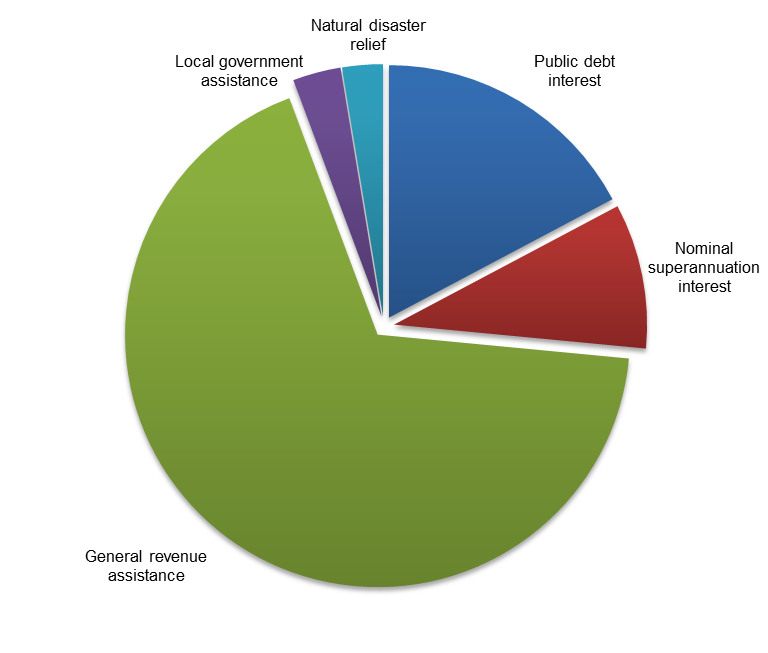 Natural disaster
relief
Local government
assistance
Public debt
interest
Nominal
superannuation
interest
General revenue
assistance